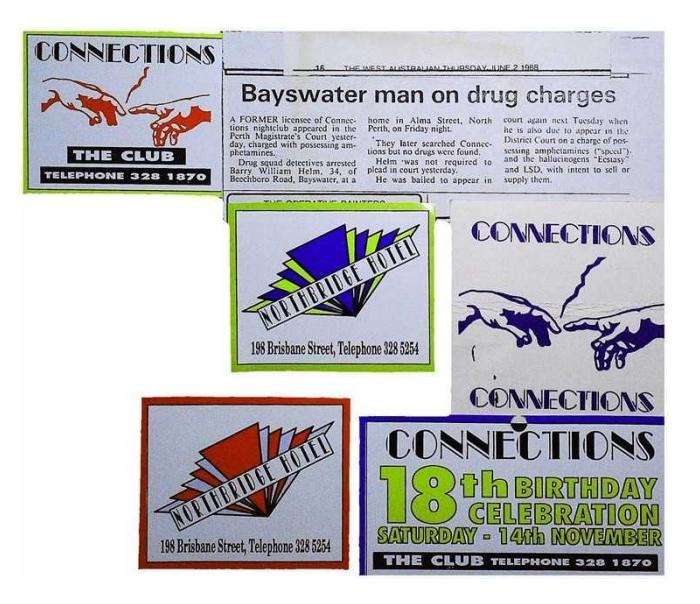 CONNECTIONS
THE CLUB
TELEPHONE 328 1870
16 THE WEST AUSTRALIAN THURSDAY, JUNE 2 1988
Bayswater man on drug charges
A FORMER licensee of Connec-
tions nightclub appeared in the
Perth Magistrate's Court yester-
day, charged with possessing am-
phetamines.
Drug squad detectives arrested
Barry William Helm, 34, of
Beechboro Road, Bayswater, at a
home in Alma Street, North
Perth, on Friday night.
They later searched Connec-
tions but no drugs were found.
Helm was not required to
plead in court yesterday.
He was bailed to appear in
court again next Tuesday when
he is also due to appear in the
District Court on a charge of pos-
sessing amphetamines ("speed")
and the hallucinogens "Ecstasy"
and LSD, with intent to sell or
supply them.
THE OPERATIVE PAINTERS
NORTHBRIDGE HOTEL
198 Brisbane Street, Telephone 328 5254
CONNECTIONS
CONNECTIONS
NORTHBRIDGE HOTEL
198 Brisbane Street, Telephone 328 5254
CONNECTIONS
18th BIRTHDAY
CELEBRATION
SATURDAY - 14th NOVEMBER
THE CLUB TELEPHONE 328 1870